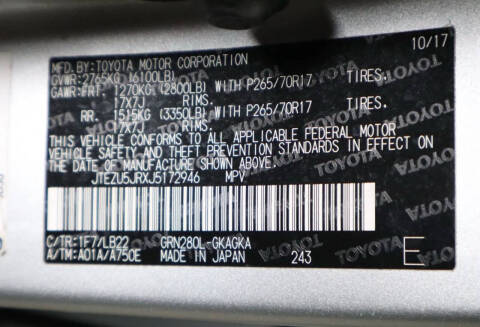 MFD. BY: TOYOTA MOTOR CORPORATION 10/17
GVWR: 2765KG (6100LB)
GAWR: FRT. 1270KG (2800LB) WITH P265/70R17 TIRES.
17X7J RIMS.
RR. 1515KG (3350LB) WITH P265/70R17 TIRES.
17X7J RIMS.
THIS VEHICLE CONFORMS TO ALL APPLICABLE FEDERAL MOTOR
VEHICLE SAFETY AND THEFT PREVENTION STANDARDS IN EFFECT ON
THE DATE OF MANUFACTURE SHOWN ABOVE.
JTEZU5JRXJ5172946 MPV
C/TR: 1F7/LB22 GRN280L-GKAGKA
A/TM: A01A/A750E MADE IN JAPAN 243 E
TOYOTA